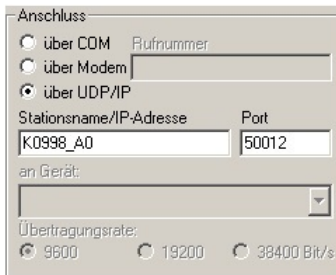 Anschluss
über COM Rufnummer
über Modem
über UDP/IP
Stationsname/IP-Adresse Port
K0998_A0 50012
an Gerät:
Übertragungsrate:
9600 19200 38400 Bit/s